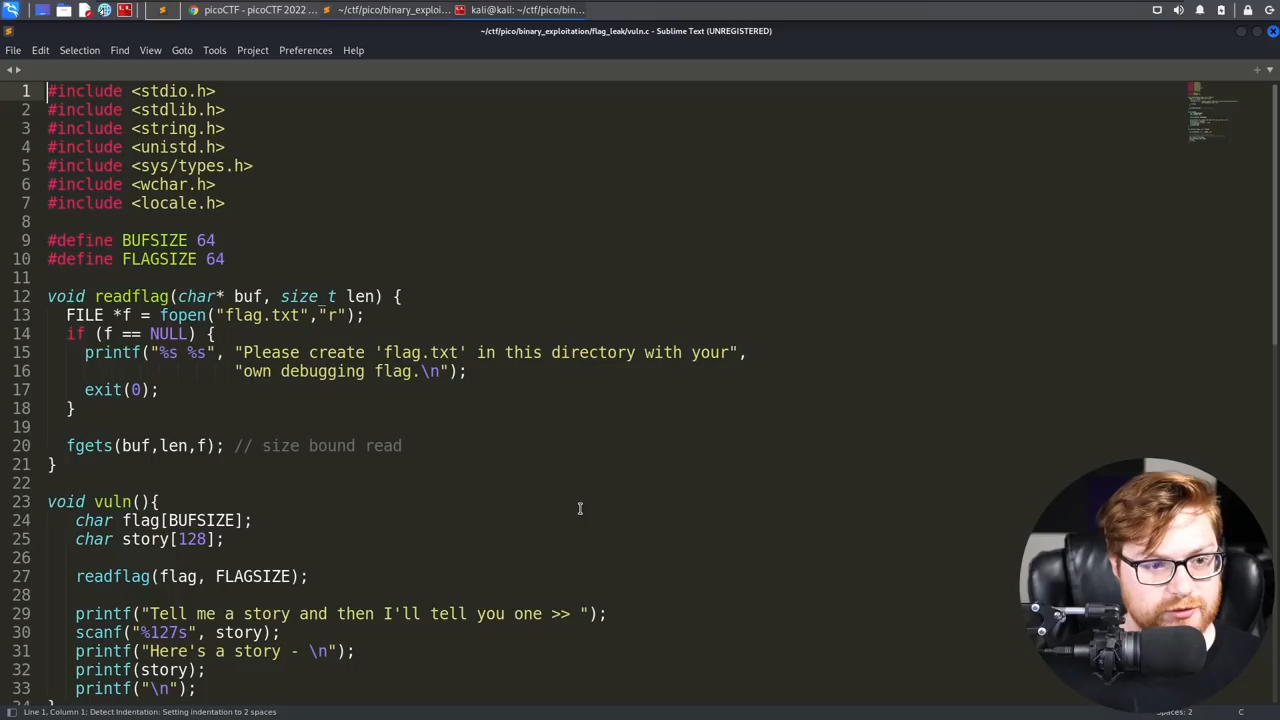 picoCTF - picoCTF 2022 ...
~/ctf/pico/binary_exploi...
kali@kali: ~/ctf/pico/bin...
~/ctf/pico/binary_exploitation/flag_leak/vuln.c - Sublime Text (UNREGISTERED)
File Edit Selection Find View Goto Tools Project Preferences Help
1 #include <stdio.h>
2 #include <stdlib.h>
3 #include <string.h>
4 #include <unistd.h>
5 #include <sys/types.h>
6 #include <wchar.h>
7 #include <locale.h>
8
9 #define BUFSIZE 64
10 #define FLAGSIZE 64
11
12 void readflag(char* buf, size_t len) {
13 FILE *f = fopen("flag.txt","r");
14 if (f == NULL) {
15 printf("%s %s", "Please create 'flag.txt' in this directory with your",
16 "own debugging flag.\n");
17 exit(0);
18 }
19
20 fgets(buf,len,f); // size bound read
21 }
22
23 void vuln(){
24 char flag[BUFSIZE];
25 char story[128];
26
27 readflag(flag, FLAGSIZE);
28
29 printf("Tell me a story and then I'll tell you one >> ");
30 scanf("%127s", story);
31 printf("Here's a story - \n");
32 printf(story);
33 printf("\n");
34 }
Line 1, Column 1; Detect Indentation: Setting indentation to 2 spaces
Spaces: 2
C